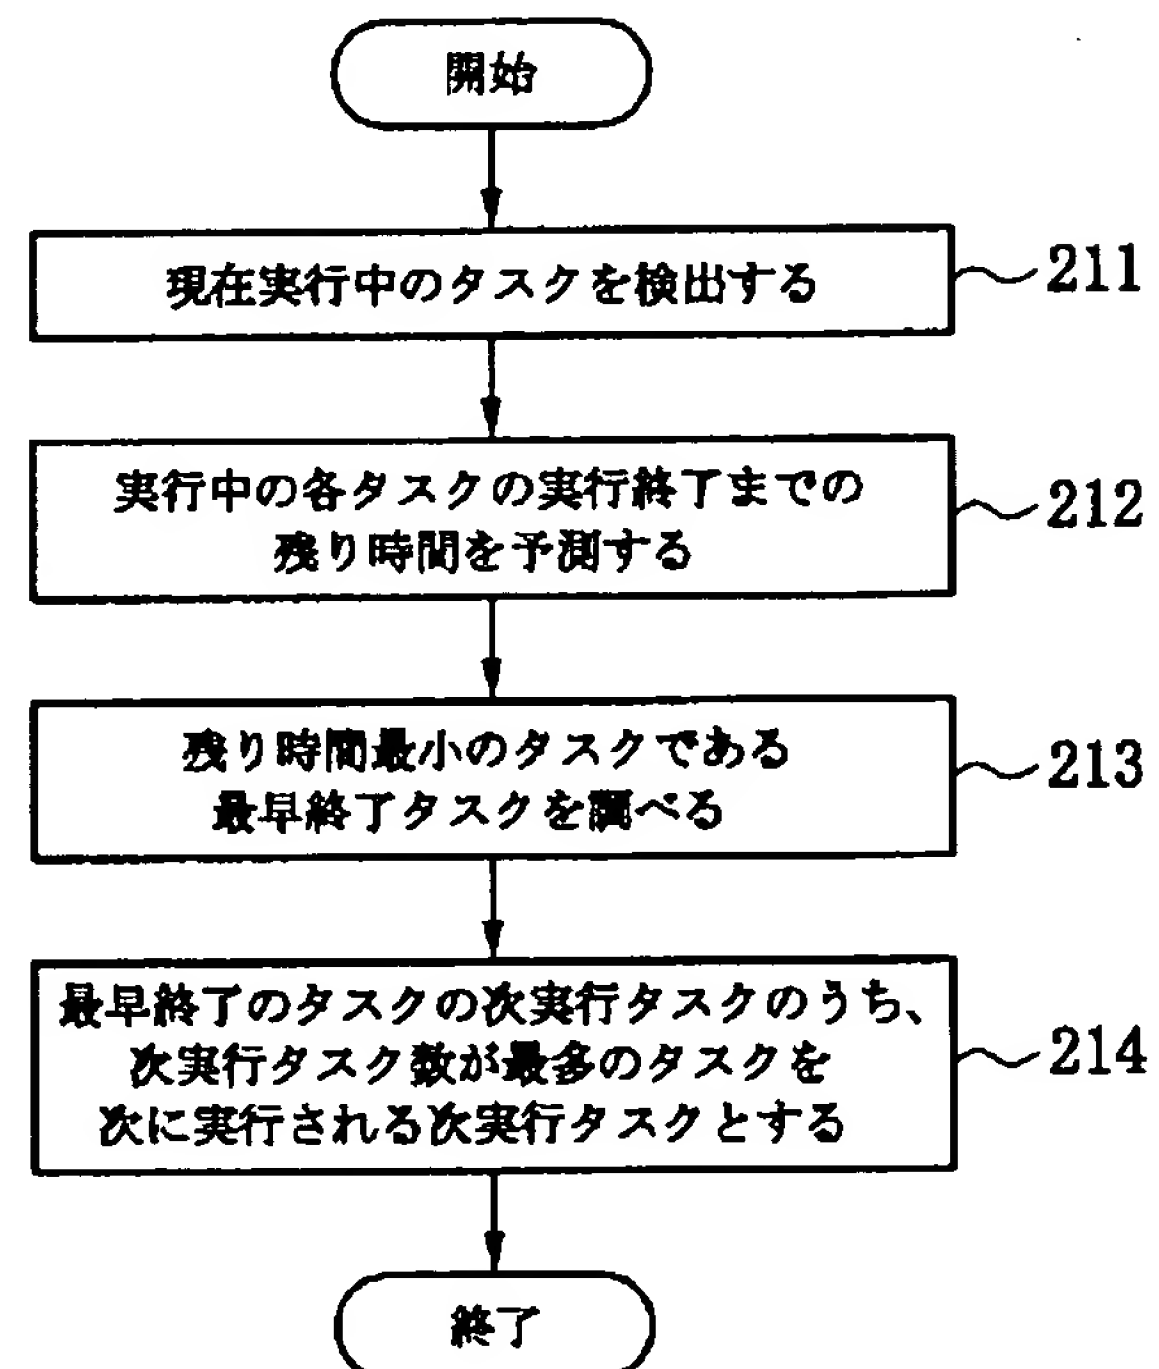 開始
現在実行中のタスクを検出する
211
実行中の各タスクの実行終了までの
残り時間を予測する
212
残り時間最小のタスクである
最早終了タスクを調べる
213
最早終了のタスクの次実行タスクのうち、
次実行タスク数が最多のタスクを
次に実行される次実行タスクとする
214
終了